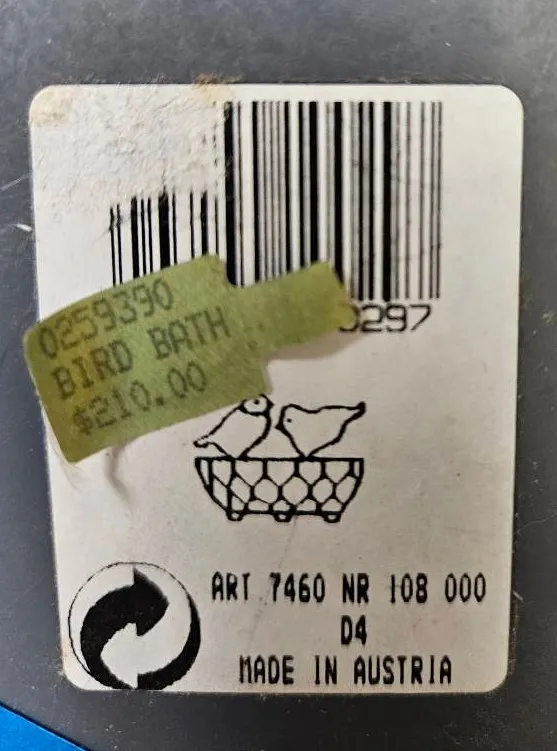 0259390
BIRD BATH
$210.00
0297
ART 7460 NR 108 000
D4
MADE IN AUSTRIA